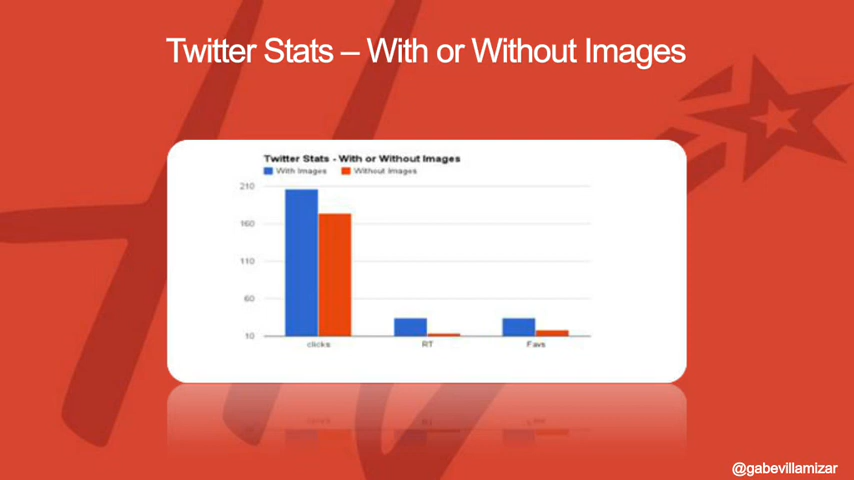 Twitter Stats – With or Without Images
Twitter Stats - With or Without Images
With Images Without Images
210
160
110
60
10
clicks RT Favs
@gabevillamizar